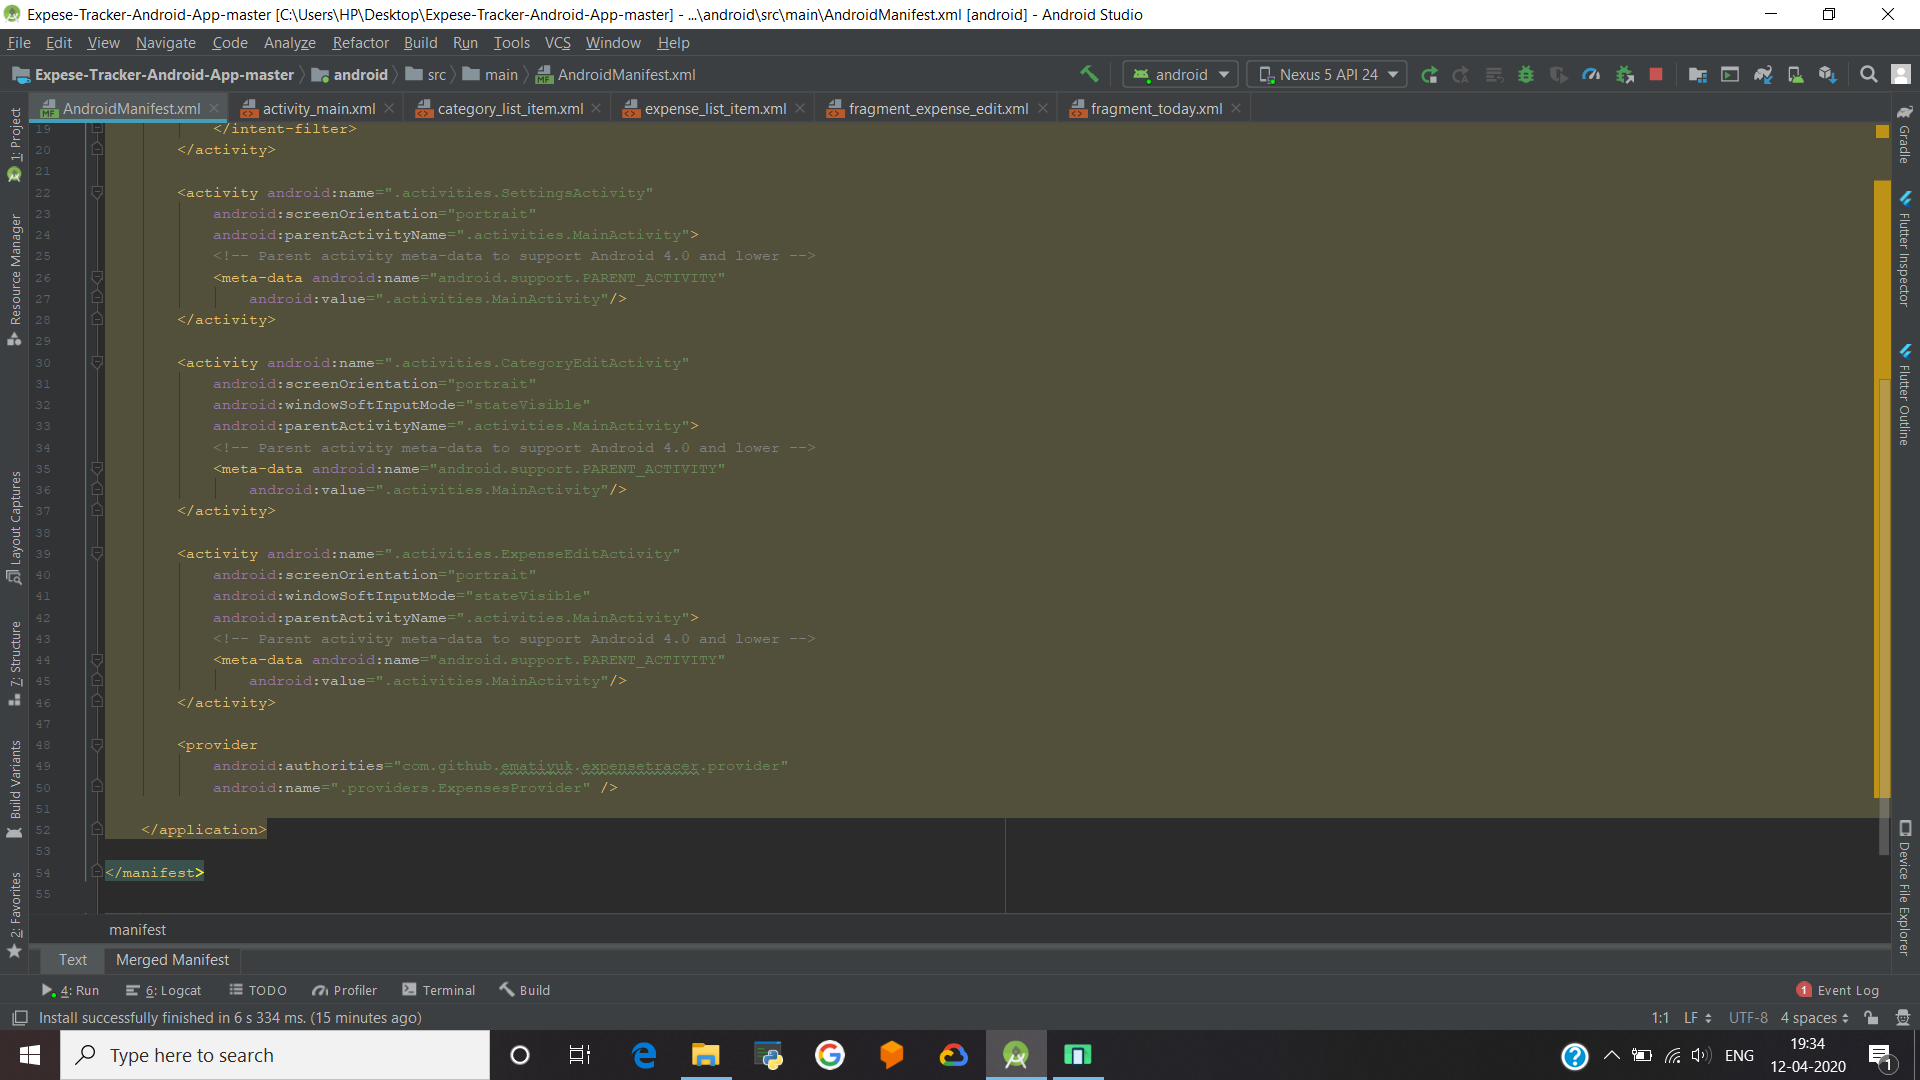 Expese-Tracker-Android-App-master [C:\Users\HP\Desktop\Expese-Tracker-Android-App-master] - ...\android\src\main\AndroidManifest.xml [android] - Android Studio
File Edit View Navigate Code Analyze Refactor Build Run Tools VCS Window Help
Expese-Tracker-Android-App-master android src main AndroidManifest.xml android Nexus 5 API 24
AndroidManifest.xml activity_main.xml category_list_item.xml expense_list_item.xml fragment_expense_edit.xml fragment_today.xml
19 </intent-filter>
20 </activity>
21
22 <activity android:name=".activities.SettingsActivity"
23 android:screenOrientation="portrait"
24 android:parentActivityName=".activities.MainActivity">
25 <!-- Parent activity meta-data to support Android 4.0 and lower -->
26 <meta-data android:name="android.support.PARENT_ACTIVITY"
27 android:value=".activities.MainActivity"/>
28 </activity>
29
30 <activity android:name=".activities.CategoryEditActivity"
31 android:screenOrientation="portrait"
32 android:windowSoftInputMode="stateVisible"
33 android:parentActivityName=".activities.MainActivity">
34 <!-- Parent activity meta-data to support Android 4.0 and lower -->
35 <meta-data android:name="android.support.PARENT_ACTIVITY"
36 android:value=".activities.MainActivity"/>
37 </activity>
38
39 <activity android:name=".activities.ExpenseEditActivity"
40 android:screenOrientation="portrait"
41 android:windowSoftInputMode="stateVisible"
42 android:parentActivityName=".activities.MainActivity">
43 <!-- Parent activity meta-data to support Android 4.0 and lower -->
44 <meta-data android:name="android.support.PARENT_ACTIVITY"
45 android:value=".activities.MainActivity"/>
46 </activity>
47
48 <provider
49 android:authorities="com.github.ematiyuk.expensetracer.provider"
50 android:name=".providers.ExpensesProvider" />
51
52 </application>
53
54 </manifest>
55
1: Project
Resource Manager
Layout Captures
7: Structure
Build Variants
2: Favorites
Gradle
Flutter Inspector
Flutter Outline
Device File Explorer
manifest
Text Merged Manifest
4: Run 6: Logcat TODO Profiler Terminal Build 1 Event Log
Install successfully finished in 6 s 334 ms. (15 minutes ago) 1:1 LF UTF-8 4 spaces
Type here to search ENG 19:34
12-04-2020 1